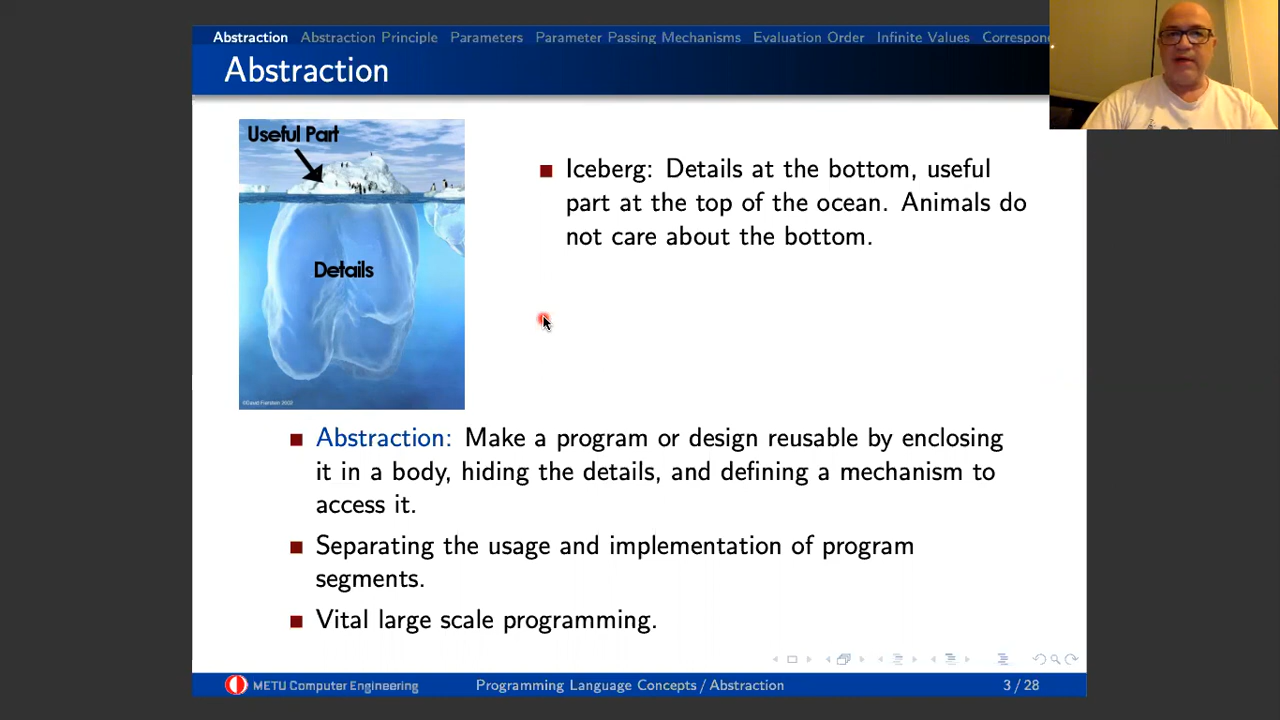 Abstraction Abstraction Principle Parameters Parameter Passing Mechanisms Evaluation Order Infinite Values Correspon
Abstraction
Useful Part
Details
Iceberg: Details at the bottom, useful
part at the top of the ocean. Animals do
not care about the bottom.
Abstraction: Make a program or design reusable by enclosing
it in a body, hiding the details, and defining a mechanism to
access it.
Separating the usage and implementation of program
segments.
Vital large scale programming.
METU Computer Engineering Programming Language Concepts / Abstraction 3 / 28